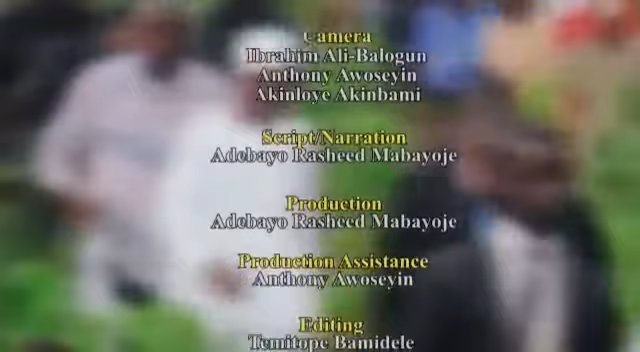 Camera
Ibrahim Ali-Balogun
Anthony Awoseyin
Akinloye Akinbami
Script/Narration
Adebayo Rasheed Mabayoje
Production
Adebayo Rasheed Mabayoje
Production Assistance
Anthony Awoseyin
Editing
Temitope Bamidele